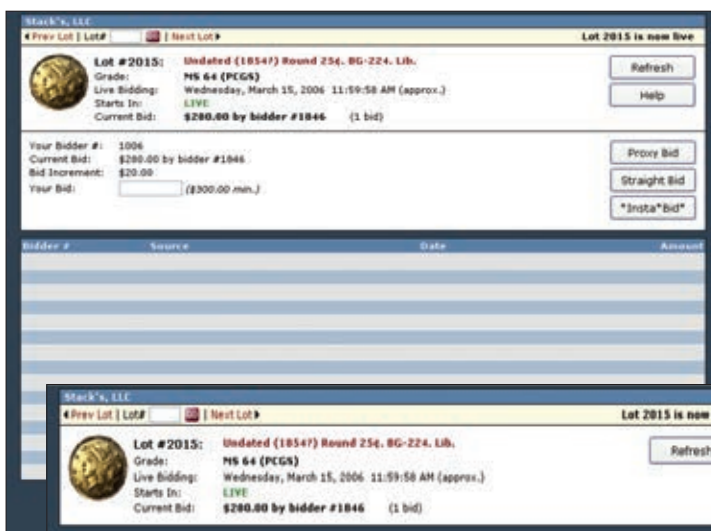 Stack's, LLC
Prev Lot | Lot# | Next Lot Lot 2015 is now live
Lot #2015: Undated (1854?) Round 25¢. BG-224. Lib.
Grade: MS 64 (PCGS)
Live Bidding: Wednesday, March 15, 2006 11:59:58 AM (approx.)
Starts In: LIVE
Current Bid: $280.00 by bidder #1846 (1 bid)
Refresh
Help
Your Bidder #: 1006
Current Bid: $280.00 by bidder #1846
Bid Increment: $20.00
Your Bid: ($300.00 min.)
Proxy Bid
Straight Bid
*Insta*Bid*
Bidder # Source Date Amount
Stack's, LLC
Prev Lot | Lot# | Next Lot Lot 2015 is now
Lot #2015: Undated (1854?) Round 25¢. BG-224. Lib.
Grade: MS 64 (PCGS)
Live Bidding: Wednesday, March 15, 2006 11:59:58 AM (approx.)
Starts In: LIVE
Current Bid: $280.00 by bidder #1846 (1 bid)
Refresh